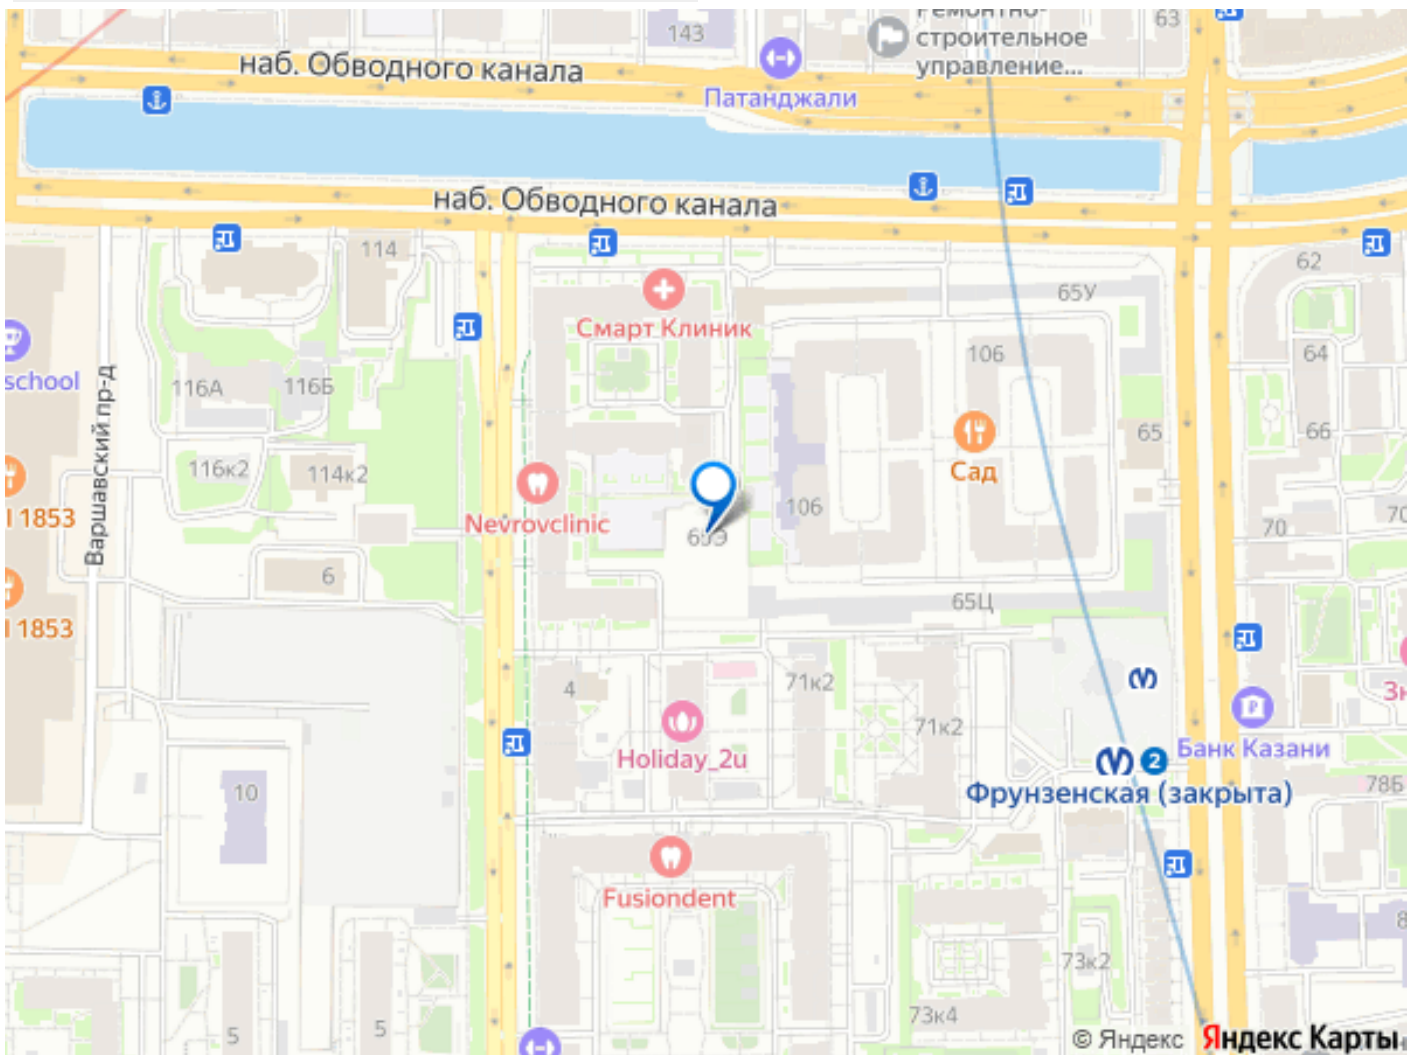 143
Ремонтно-
строительное
управление...
63
наб. Обводного канала
Патанджали
наб. Обводного канала
114
62
65У
Смарт Клиник
106
64
school
116А
116Б
Варшавский пр-д
65
66
116к2
114к2
Сад
Nevrovclinic
106
1853
65Э
70
6
65Ц
1853
4
71к2
71к2
Holiday_2u
Банк Казани
2
Фрунзенская (закрыта)
78Б
10
Fusiondent
73к2
73к4
5
5
© Яндекс Яндекс Карты